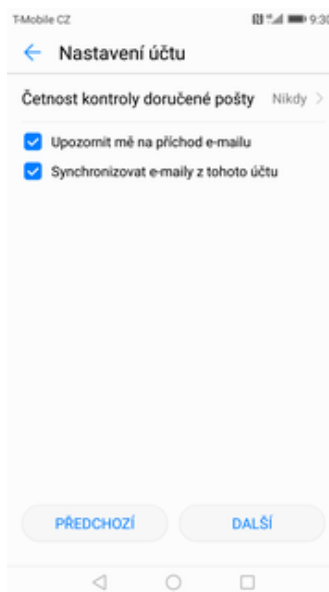 T-Mobile CZ 9:30
Nastavení účtu
Četnost kontroly doručené pošty Nikdy
Upozornit mě na příchod e-mailu
Synchronizovat e-maily z tohoto účtu
PŘEDCHOZÍ DALŠÍ